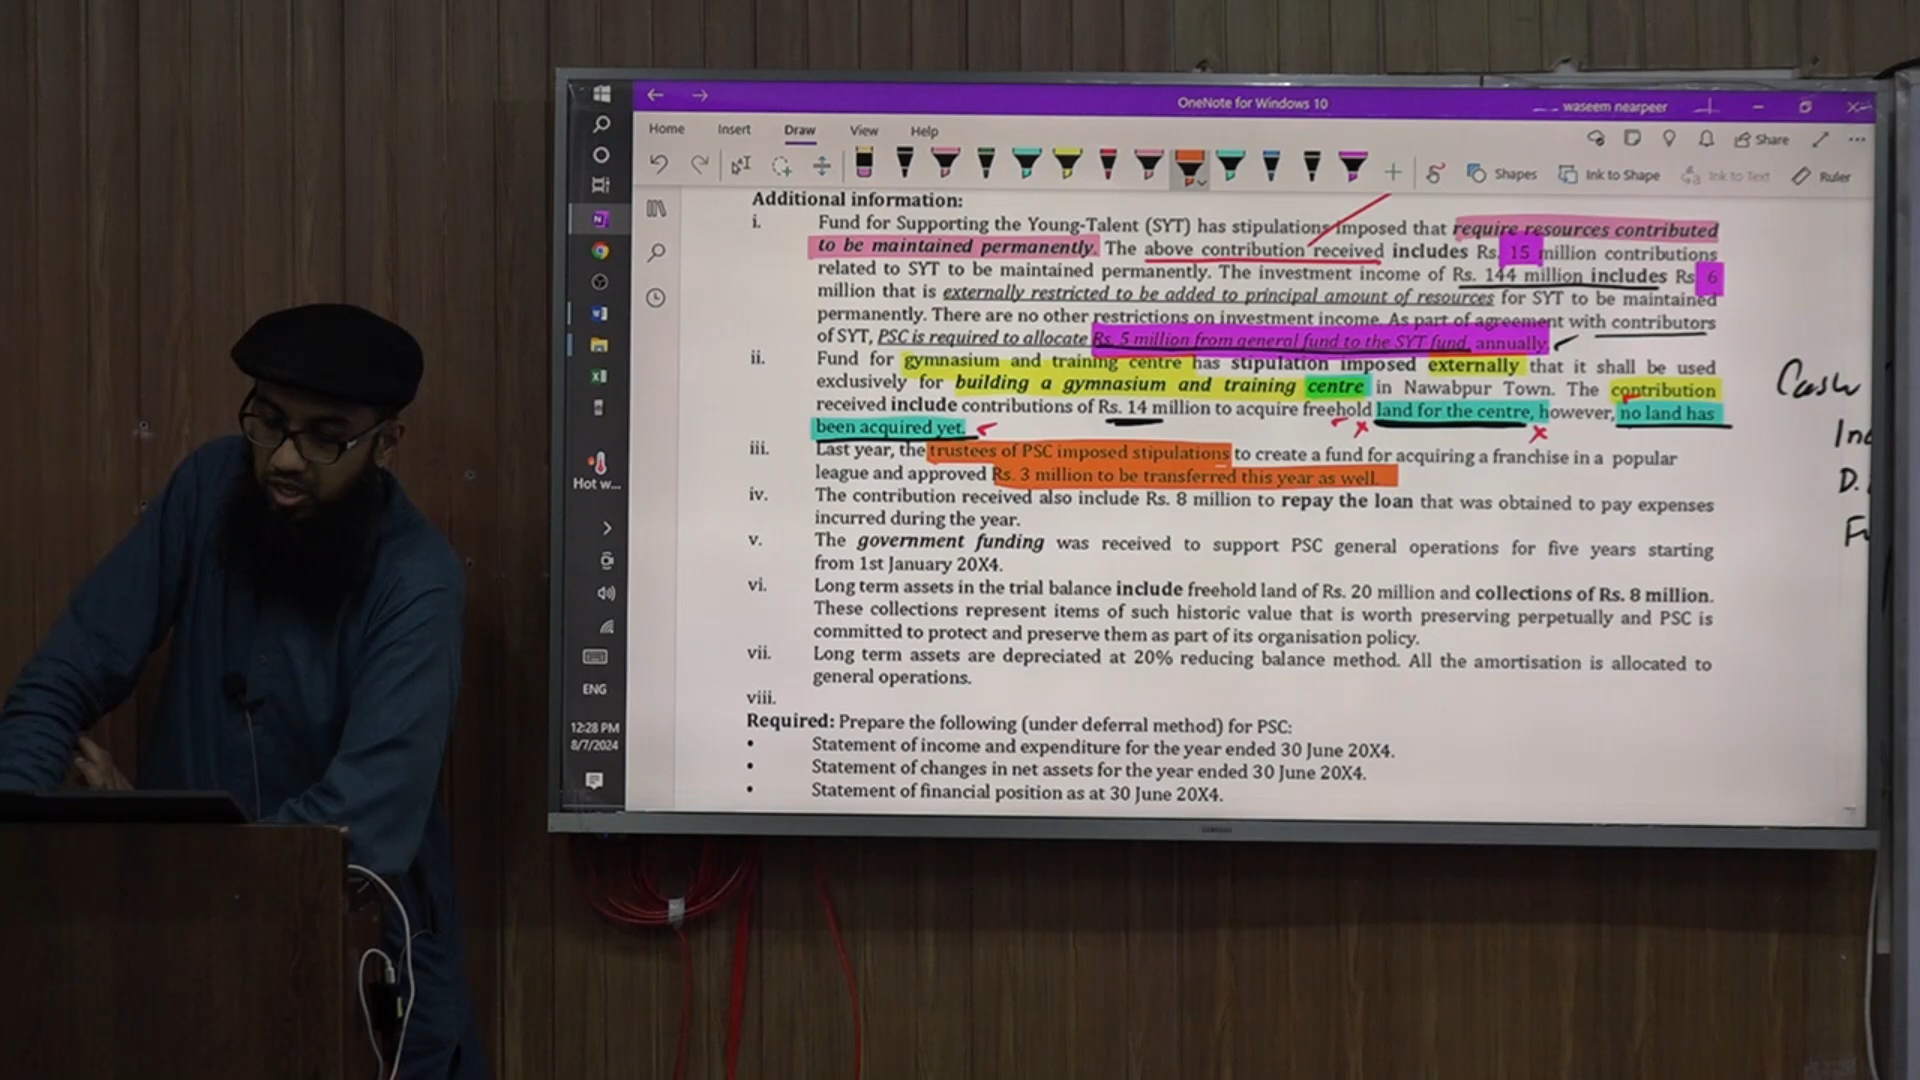 OneNote for Windows 10
waseem nearpeer
Home Insert Draw View Help
Share
Shapes Ink to Shape Ink to Text Ruler
Additional information:
i. Fund for Supporting the Young-Talent (SYT) has stipulations imposed that require resources contributed
to be maintained permanently. The above contribution received includes Rs. 15 million contributions
related to SYT to be maintained permanently. The investment income of Rs. 144 million includes Rs 6
million that is externally restricted to be added to principal amount of resources for SYT to be maintained
permanently. There are no other restrictions on investment income. As part of agreement with contributors
of SYT, PSC is required to allocate Rs. 5 million from general fund to the SYT fund, annually
ii. Fund for gymnasium and training centre has stipulation imposed externally that it shall be used
exclusively for building a gymnasium and training centre in Nawabpur Town. The contribution
received include contributions of Rs. 14 million to acquire freehold land for the centre, however, no land has
been acquired yet.
iii. Last year, the trustees of PSC imposed stipulations to create a fund for acquiring a franchise in a popular
league and approved Rs. 3 million to be transferred this year as well.
iv. The contribution received also include Rs. 8 million to repay the loan that was obtained to pay expenses
incurred during the year.
v. The government funding was received to support PSC general operations for five years starting
from 1st January 20X4.
vi. Long term assets in the trial balance include freehold land of Rs. 20 million and collections of Rs. 8 million.
These collections represent items of such historic value that is worth preserving perpetually and PSC is
committed to protect and preserve them as part of its organisation policy.
vii. Long term assets are depreciated at 20% reducing balance method. All the amortisation is allocated to
general operations.
viii.
Required: Prepare the following (under deferral method) for PSC:
• Statement of income and expenditure for the year ended 30 June 20X4.
• Statement of changes in net assets for the year ended 30 June 20X4.
• Statement of financial position as at 30 June 20X4.
Cash
D.
Hot w...
ENG
12:28 PM
8/7/2024
SAMSUNG